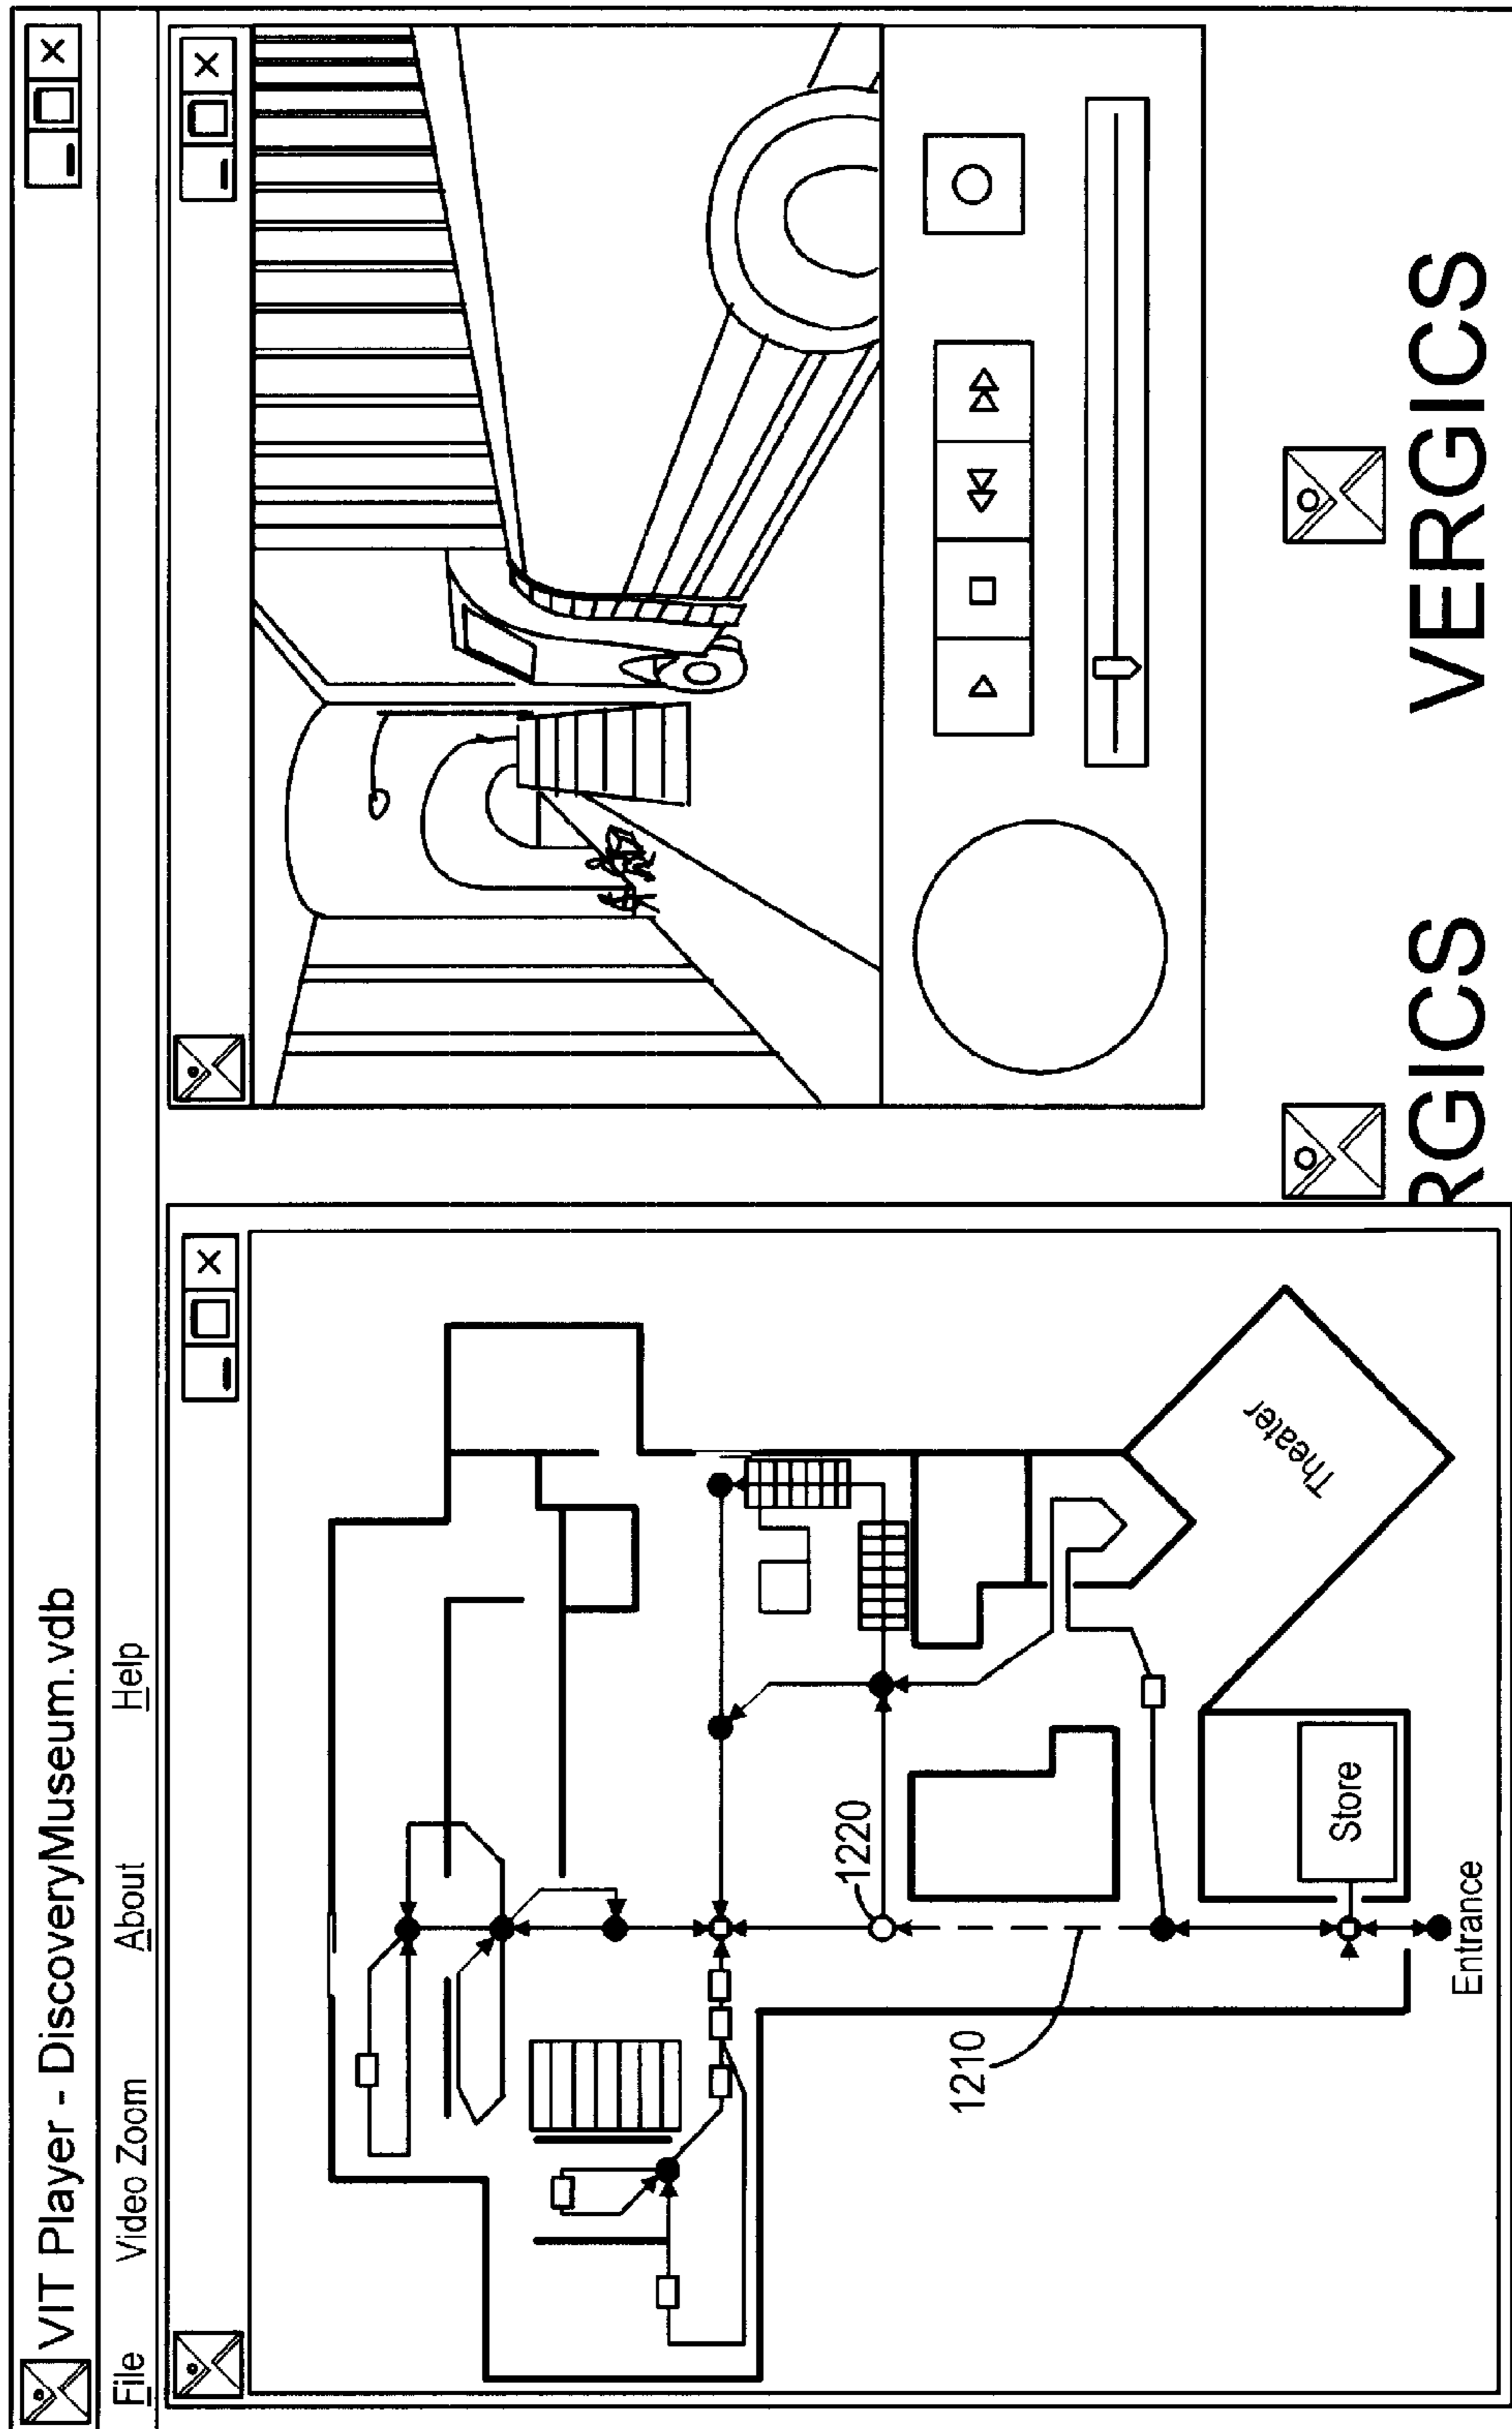 VIT Player - DiscoveryMuseum.vdb
File Video Zoom About Help
1220
1210
Theater
Store
Entrance
RGICS VERGICS